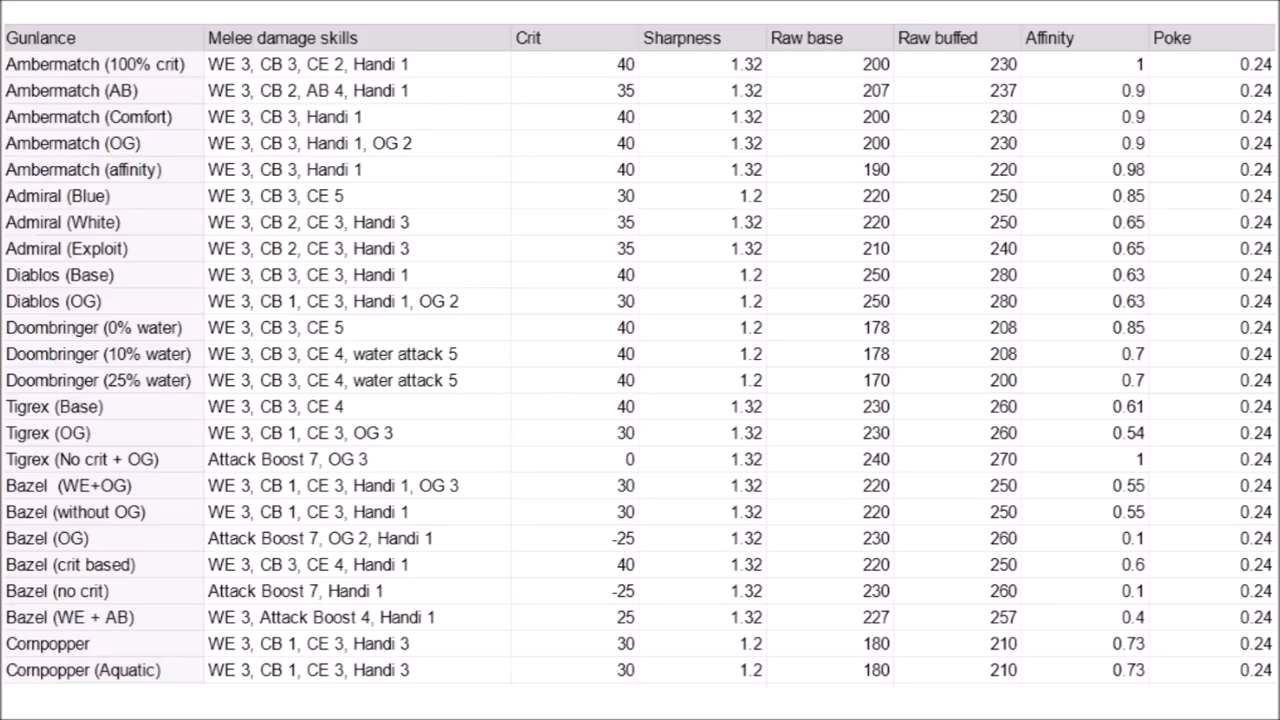 Gunlance Melee damage skills Crit Sharpness Raw base Raw buffed Affinity Poke
Ambermatch (100% crit) WE 3, CB 3, CE 2, Handi 1 40 1.32 200 230 1 0.24
Ambermatch (AB) WE 3, CB 2, AB 4, Handi 1 35 1.32 207 237 0.9 0.24
Ambermatch (Comfort) WE 3, CB 3, Handi 1 40 1.32 200 230 0.9 0.24
Ambermatch (OG) WE 3, CB 3, Handi 1, OG 2 40 1.32 200 230 0.9 0.24
Ambermatch (affinity) WE 3, CB 3, Handi 1 40 1.32 190 220 0.98 0.24
Admiral (Blue) WE 3, CB 3, CE 5 30 1.2 220 250 0.85 0.24
Admiral (White) WE 3, CB 2, CE 3, Handi 3 35 1.32 220 250 0.65 0.24
Admiral (Exploit) WE 3, CB 2, CE 3, Handi 3 35 1.32 210 240 0.65 0.24
Diablos (Base) WE 3, CB 3, CE 3, Handi 1 40 1.2 250 280 0.63 0.24
Diablos (OG) WE 3, CB 1, CE 3, Handi 1, OG 2 30 1.2 250 280 0.63 0.24
Doombringer (0% water) WE 3, CB 3, CE 5 40 1.2 178 208 0.85 0.24
Doombringer (10% water) WE 3, CB 3, CE 4, water attack 5 40 1.2 178 208 0.7 0.24
Doombringer (25% water) WE 3, CB 3, CE 4, water attack 5 40 1.2 170 200 0.7 0.24
Tigrex (Base) WE 3, CB 3, CE 4 40 1.32 230 260 0.61 0.24
Tigrex (OG) WE 3, CB 1, CE 3, OG 3 30 1.32 230 260 0.54 0.24
Tigrex (No crit + OG) Attack Boost 7, OG 3 0 1.32 240 270 1 0.24
Bazel (WE+OG) WE 3, CB 1, CE 3, Handi 1, OG 3 30 1.32 220 250 0.55 0.24
Bazel (without OG) WE 3, CB 1, CE 3, Handi 1 30 1.32 220 250 0.55 0.24
Bazel (OG) Attack Boost 7, OG 2, Handi 1 -25 1.32 230 260 0.1 0.24
Bazel (crit based) WE 3, CB 3, CE 4, Handi 1 40 1.32 220 250 0.6 0.24
Bazel (no crit) Attack Boost 7, Handi 1 -25 1.32 230 260 0.1 0.24
Bazel (WE + AB) WE 3, Attack Boost 4, Handi 1 25 1.32 227 257 0.4 0.24
Cornpopper WE 3, CB 1, CE 3, Handi 3 30 1.2 180 210 0.73 0.24
Cornpopper (Aquatic) WE 3, CB 1, CE 3, Handi 3 30 1.2 180 210 0.73 0.24